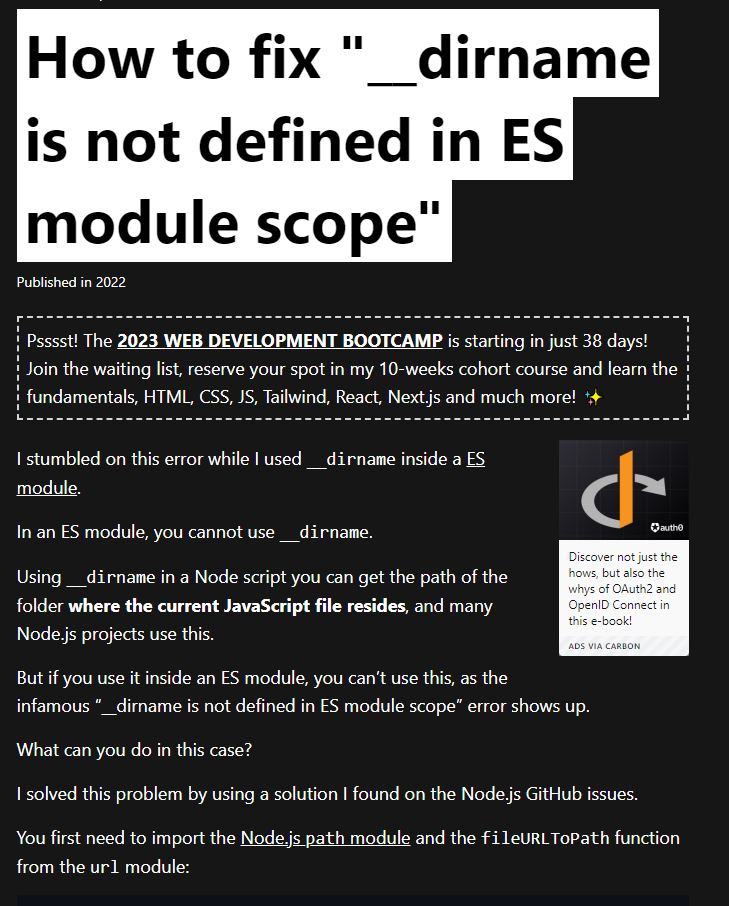 How to fix "__dirname
is not defined in ES
module scope"
Published in 2022
Psssst! The 2023 WEB DEVELOPMENT BOOTCAMP is starting in just 38 days!
Join the waiting list, reserve your spot in my 10-weeks cohort course and learn the
fundamentals, HTML, CSS, JS, Tailwind, React, Next.js and much more! ✨
I stumbled on this error while I used __dirname inside a ES
module.
In an ES module, you cannot use __dirname.
Using __dirname in a Node script you can get the path of the
folder where the current JavaScript file resides, and many
Node.js projects use this.
auth0
Discover not just the
hows, but also the
whys of OAuth2 and
OpenID Connect in
this e-book!
ADS VIA CARBON
But if you use it inside an ES module, you can’t use this, as the
infamous “__dirname is not defined in ES module scope” error shows up.
What can you do in this case?
I solved this problem by using a solution I found on the Node.js GitHub issues.
You first need to import the Node.js path module and the fileURLToPath function
from the url module: